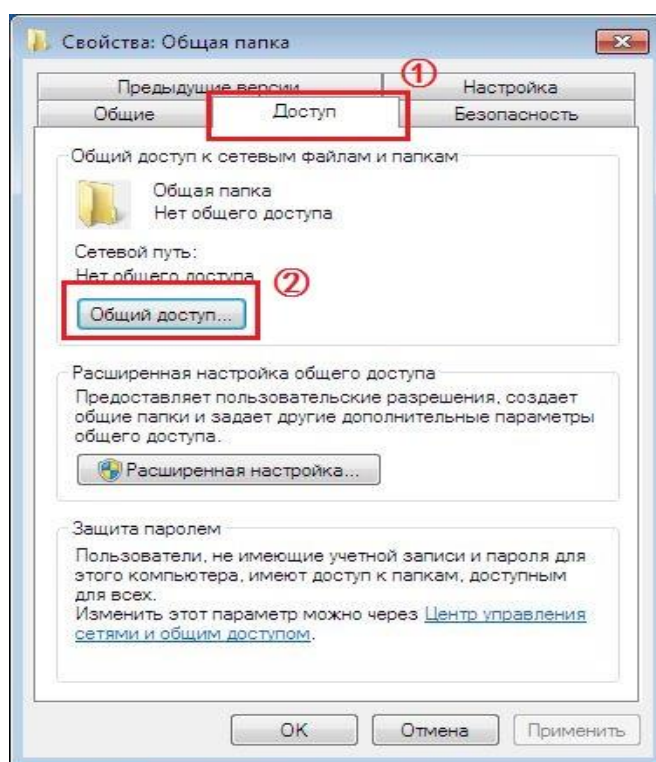 Свойства: Общая папка
①
Предыдущие версии Настройка
Общие Доступ Безопасность
Общий доступ к сетевым файлам и папкам
Общая папка
Нет общего доступа
Сетевой путь:
Нет общего доступа
②
Общий доступ...
Расширенная настройка общего доступа
Предоставляет пользовательские разрешения, создает
общие папки и задает другие дополнительные параметры
общего доступа.
Расширенная настройка...
Защита паролем
Пользователи, не имеющие учетной записи и пароля для
этого компьютера, имеют доступ к папкам, доступным
для всех.
Изменить этот параметр можно через Центр управления
сетями и общим доступом.
OK Отмена Применить